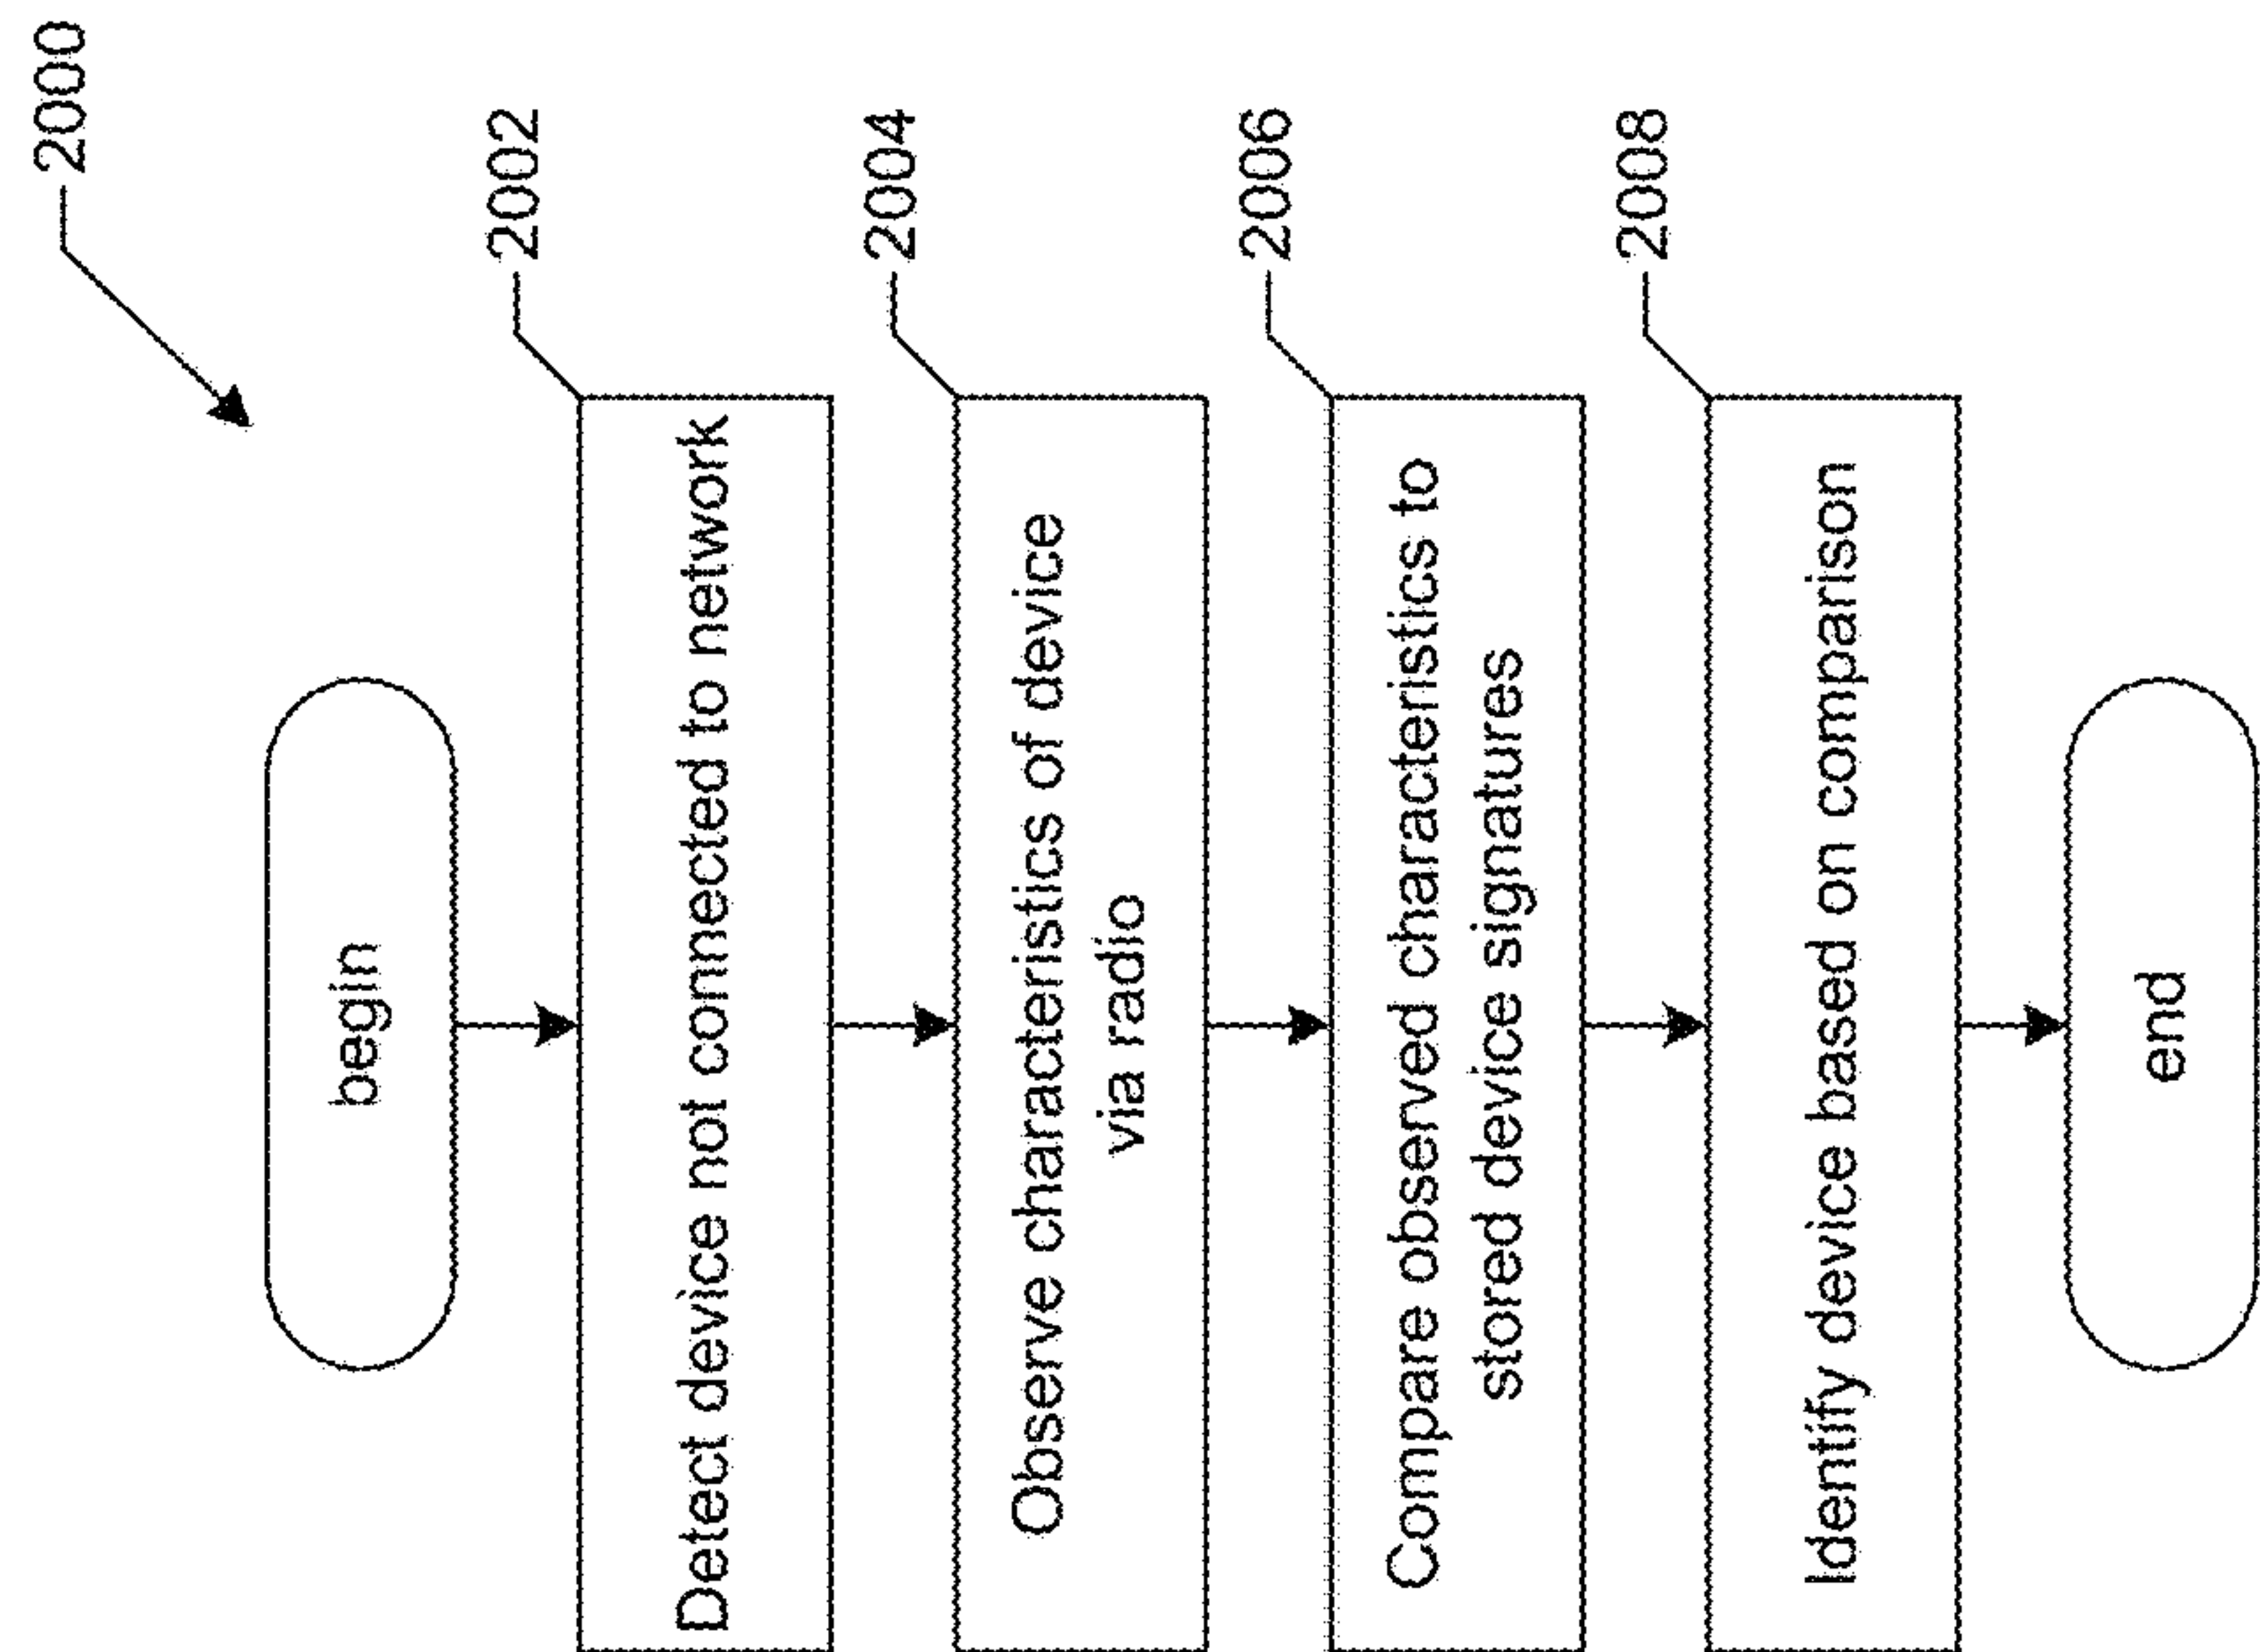 2000
begin
2002
Detect device not connected to network
2004
Observe characteristics of device
via radio
2006
Compare observed characteristics to
stored device signatures
2008
Identify device based on comparison
end